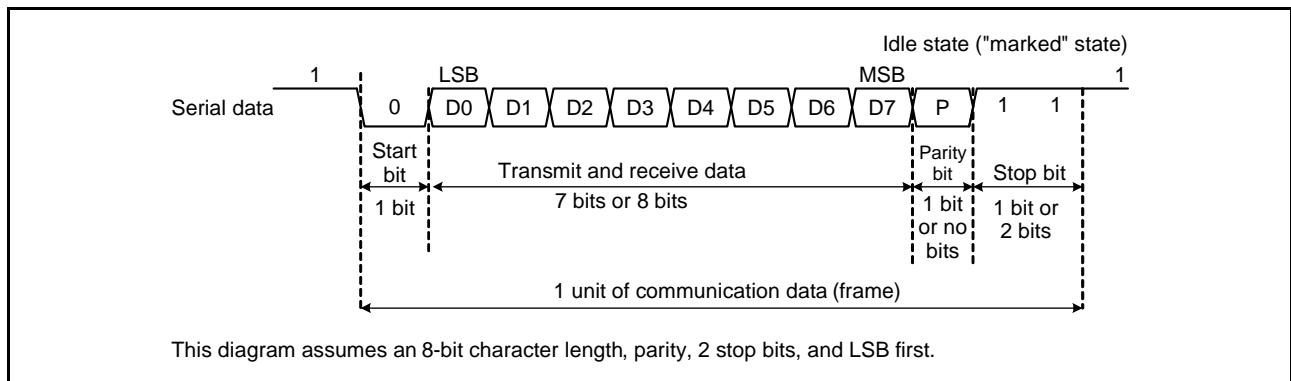 Idle state ("marked" state)
1 LSB MSB 1
Serial data 0 D0 D1 D2 D3 D4 D5 D6 D7 P 1 1
Start
bit
1 bit
Transmit and receive data
7 bits or 8 bits
Parity
bit
1 bit
or no
bits
Stop bit
1 bit or
2 bits
1 unit of communication data (frame)
This diagram assumes an 8-bit character length, parity, 2 stop bits, and LSB first.